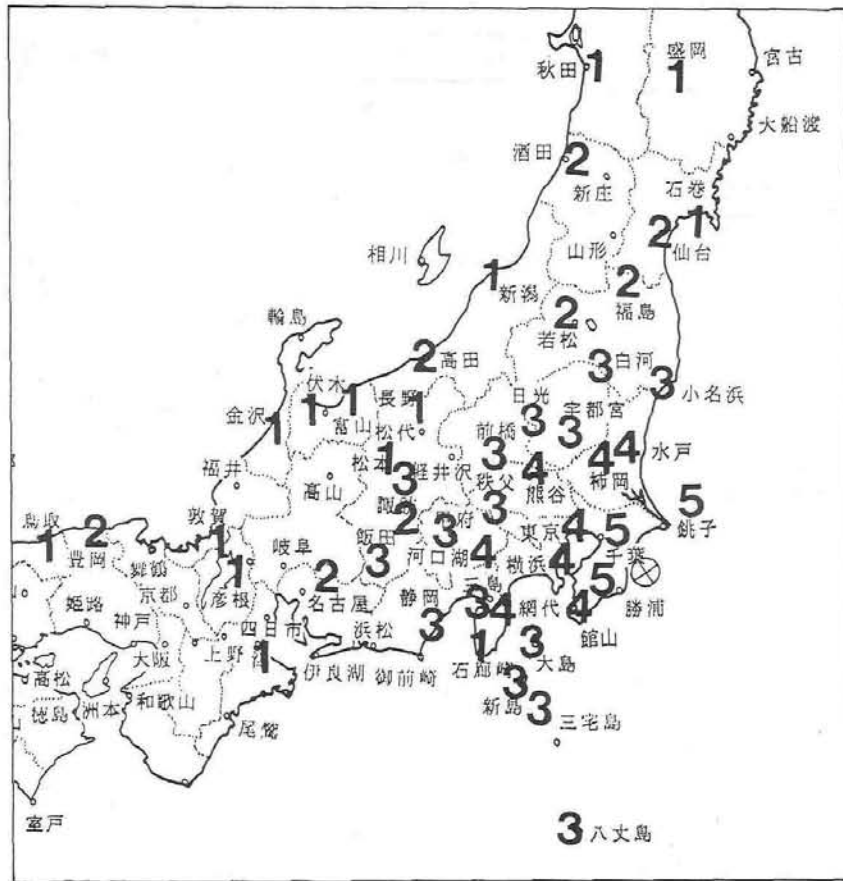 秋田
1
盛岡
1
宮古
大船渡
酒田
2
新庄
石巻
1
2
仙台
山形
相川
1
新潟
2
福島
2
若松
輪島
3
白河
2
高田
3
小名浜
伏木
1
1
富山
長野
1
日光
3
宇都宮
3
金沢
1
松代
前橋
3
4
4
水戸
柿岡
松本
1
3
軽井沢
秩父
4
熊谷
福井
高山
諏訪
2
甲府
3
3
5
銚子
鳥取
1
2
豊岡
敦賀
1
舞鶴
岐阜
飯田
3
河口湖
4
東京
4
5
千葉
横浜
4
5
勝浦
1
彦根
京都
2
名古屋
静岡
3
三島
3
4
網代
4
館山
姫路
神戸
四日市
浜松
大阪
上野
1
伊良湖
御前崎
1
石廊崎
3
大島
高松
洲本
和歌山
徳島
尾鷲
3
新島
3
三宅島
室戸
3
八丈島